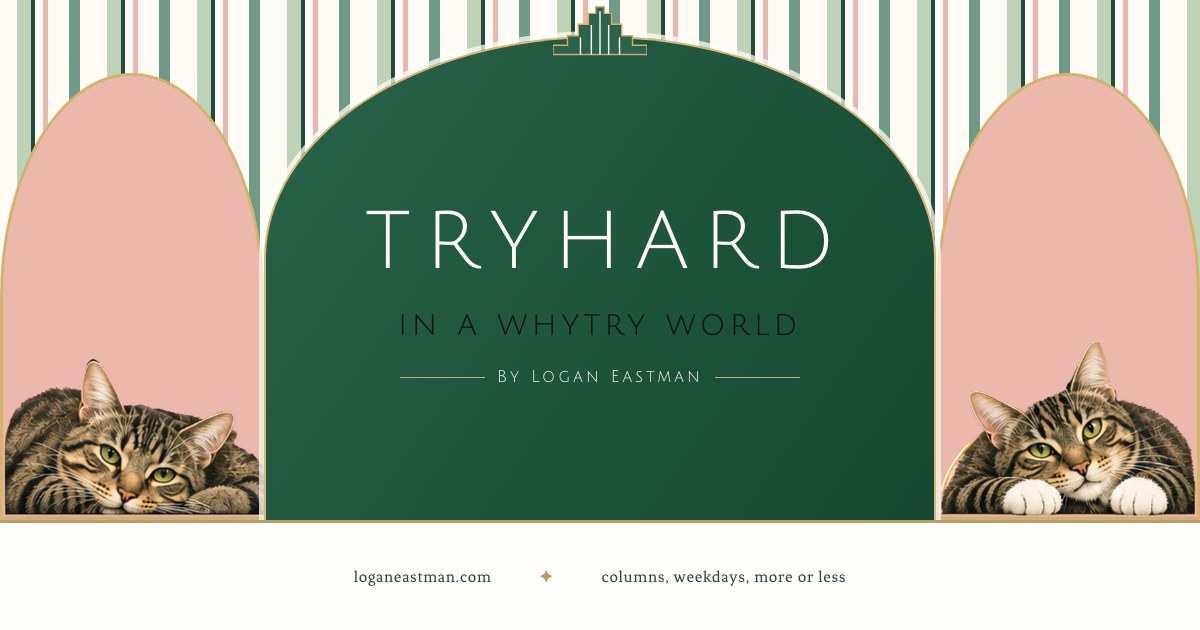 TRYHARD
IN A WHYTRY WORLD
By Logan Eastman
loganeastman.com ✦ columns, weekdays, more or less